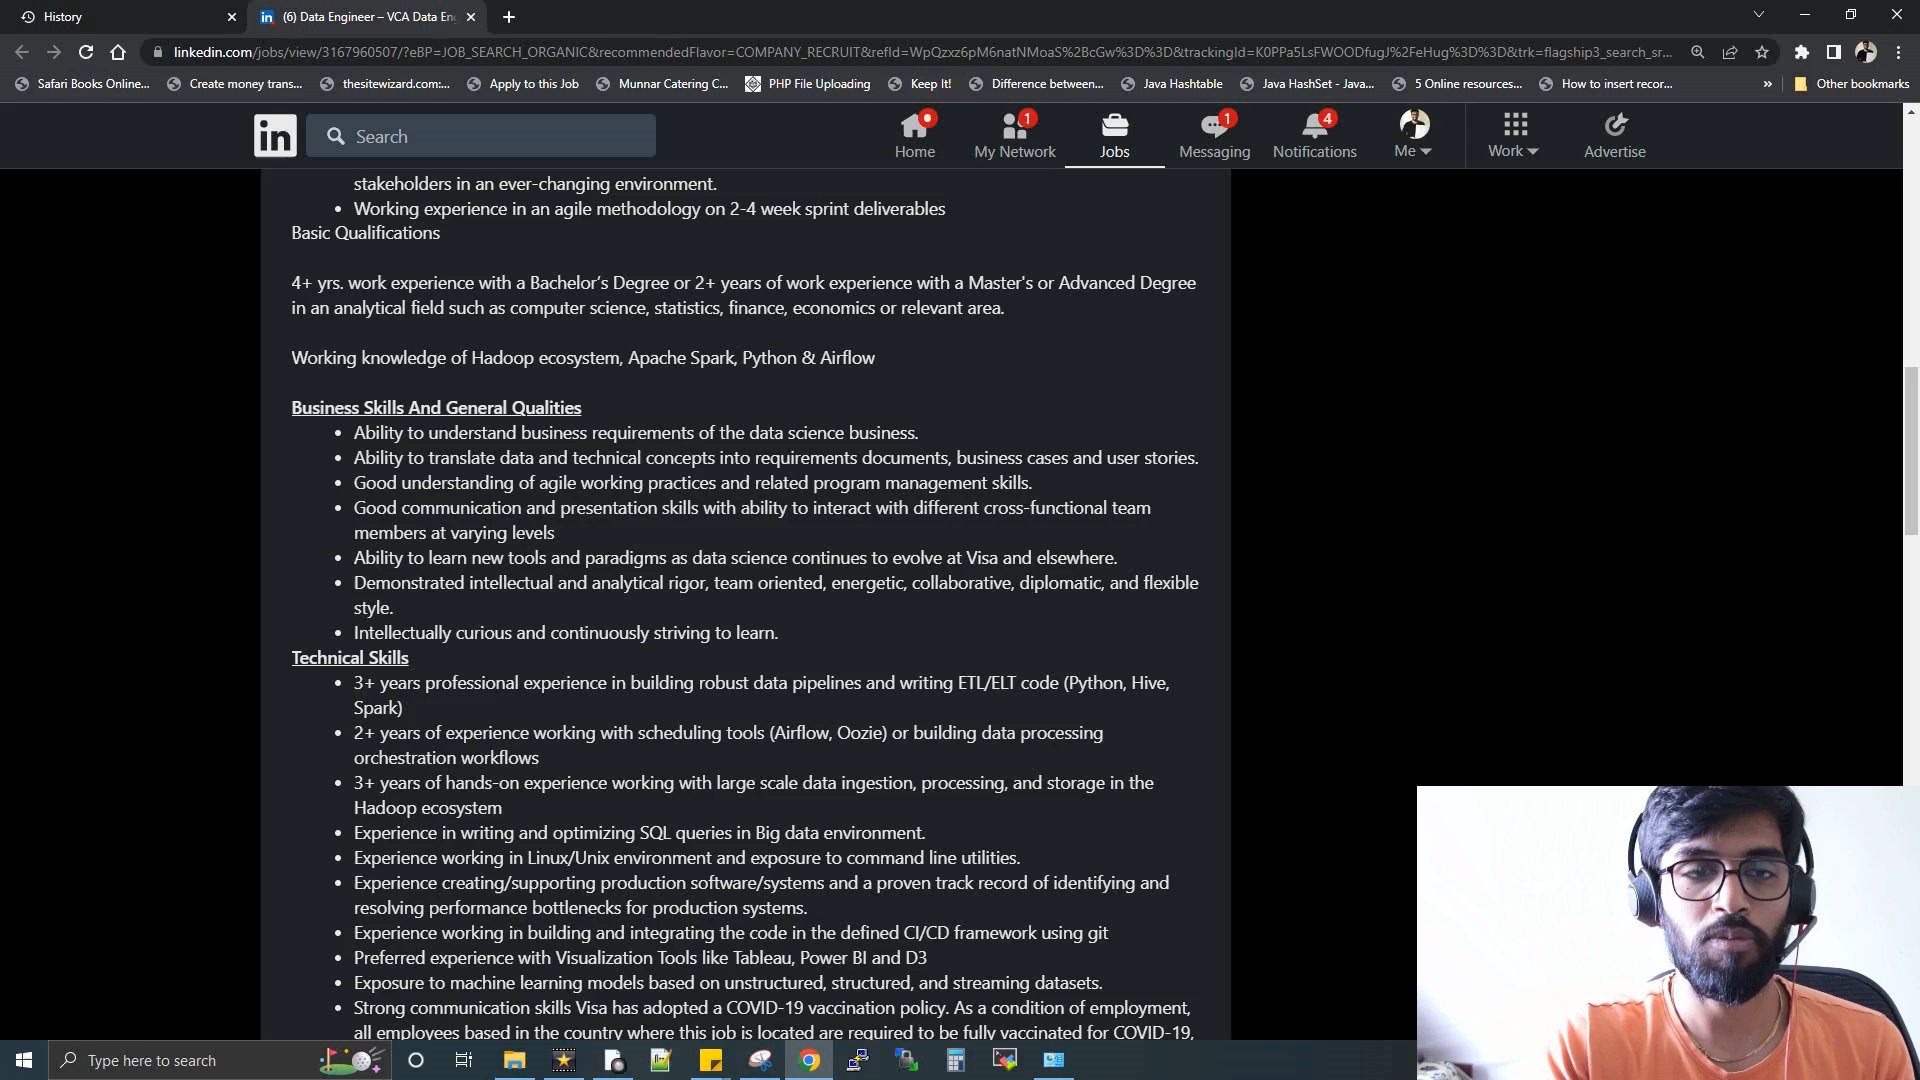 History
(6) Data Engineer – VCA Data En
linkedin.com/jobs/view/3167960507/?eBP=JOB_SEARCH_ORGANIC&recommendedFlavor=COMPANY_RECRUIT&refId=WpQzxz6pM6natNMoaS%2BcGw%3D%3D&trackingId=K0PPa5LsFWOODfugJ%2FeHug%3D%3D&trk=flagship3_search_sr...
Safari Books Online... Create money trans... thesitewizard.com:... Apply to this Job Munnar Catering C... PHP File Uploading Keep It! Difference between... Java Hashtable Java HashSet - Java... 5 Online resources... How to insert recor... » Other bookmarks
in Search
1 1 4
Home My Network Jobs Messaging Notifications Me Work Advertise
stakeholders in an ever-changing environment.
• Working experience in an agile methodology on 2-4 week sprint deliverables
Basic Qualifications
4+ yrs. work experience with a Bachelor’s Degree or 2+ years of work experience with a Master's or Advanced Degree
in an analytical field such as computer science, statistics, finance, economics or relevant area.
Working knowledge of Hadoop ecosystem, Apache Spark, Python & Airflow
Business Skills And General Qualities
• Ability to understand business requirements of the data science business.
• Ability to translate data and technical concepts into requirements documents, business cases and user stories.
• Good understanding of agile working practices and related program management skills.
• Good communication and presentation skills with ability to interact with different cross-functional team
members at varying levels
• Ability to learn new tools and paradigms as data science continues to evolve at Visa and elsewhere.
• Demonstrated intellectual and analytical rigor, team oriented, energetic, collaborative, diplomatic, and flexible
style.
• Intellectually curious and continuously striving to learn.
Technical Skills
• 3+ years professional experience in building robust data pipelines and writing ETL/ELT code (Python, Hive,
Spark)
• 2+ years of experience working with scheduling tools (Airflow, Oozie) or building data processing
orchestration workflows
• 3+ years of hands-on experience working with large scale data ingestion, processing, and storage in the
Hadoop ecosystem
• Experience in writing and optimizing SQL queries in Big data environment.
• Experience working in Linux/Unix environment and exposure to command line utilities.
• Experience creating/supporting production software/systems and a proven track record of identifying and
resolving performance bottlenecks for production systems.
• Experience working in building and integrating the code in the defined CI/CD framework using git
• Preferred experience with Visualization Tools like Tableau, Power BI and D3
• Exposure to machine learning models based on unstructured, structured, and streaming datasets.
• Strong communication skills Visa has adopted a COVID-19 vaccination policy. As a condition of employment,
all employees based in the country where this job is located are required to be fully vaccinated for COVID-19,
Type here to search